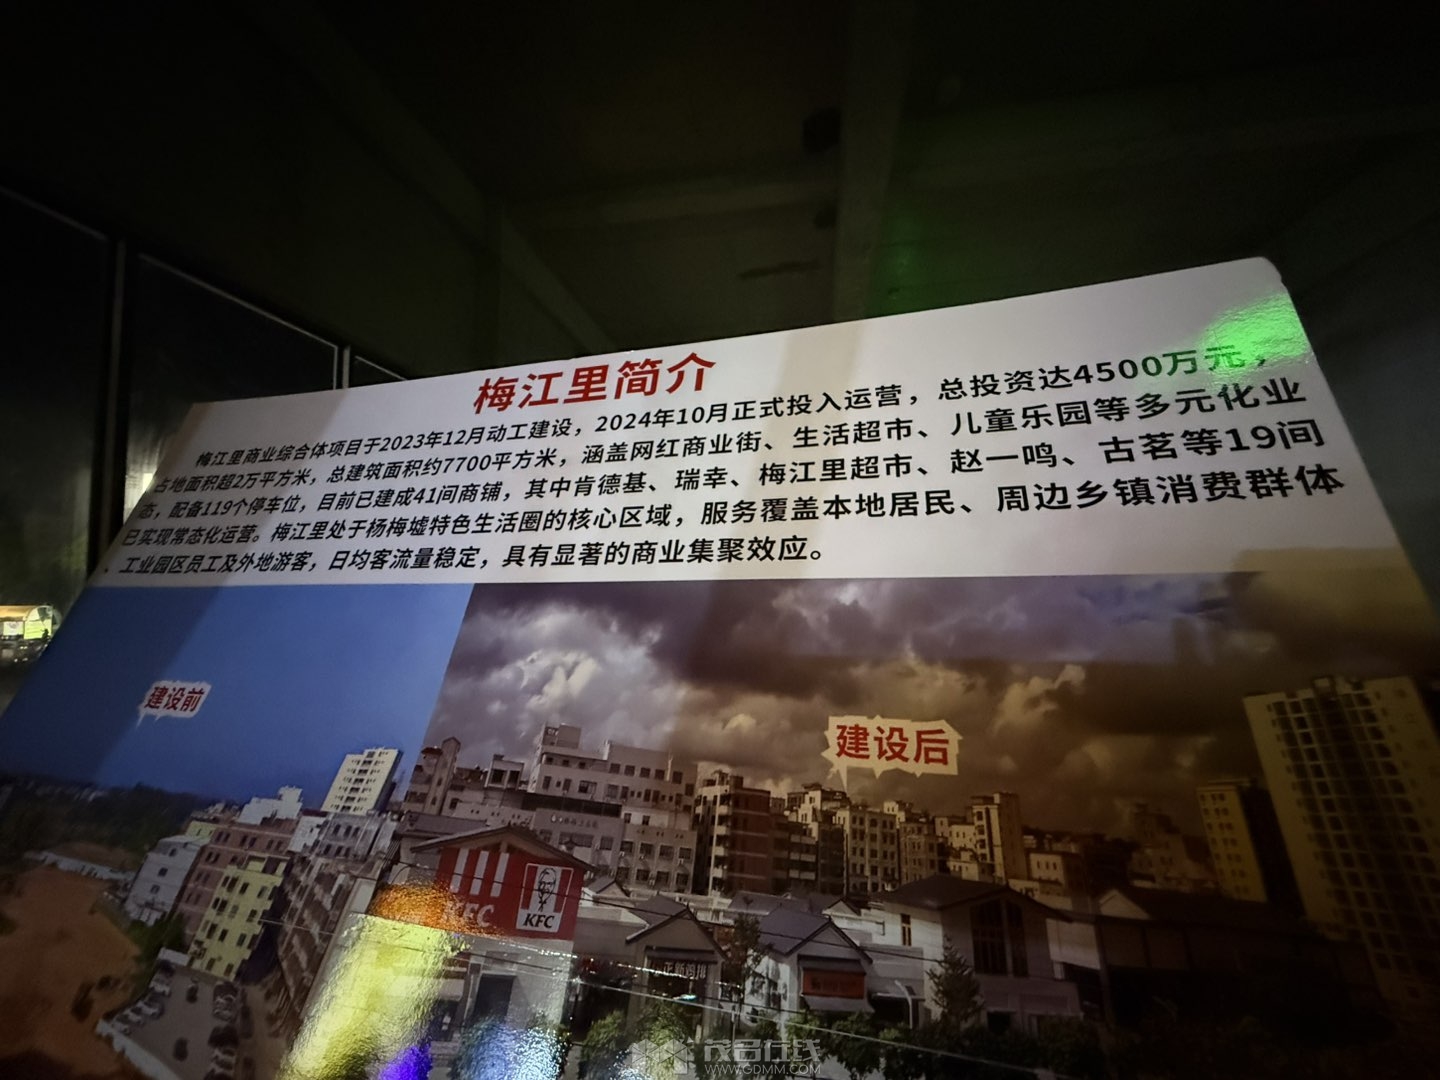 梅江里简介
梅江里商业综合体项目于2023年12月动工建设，2024年10月正式投入运营，总投资达4500万元，
占地面积超2万平方米，总建筑面积约7700平方米，涵盖网红商业街、生活超市、儿童乐园等多元化业
态，配备119个停车位，目前已建成41间商铺，其中肯德基、瑞幸、梅江里超市、赵一鸣、古茗等19间
已实现常态化运营。梅江里处于杨梅墟特色生活圈的核心区域，服务覆盖本地居民、周边乡镇消费群体
、工业园区员工及外地游客，日均客流量稳定，具有显著的商业集聚效应。
建设前
建设后
KFC
KFC
茂名在线
WWW.GDMM.COM